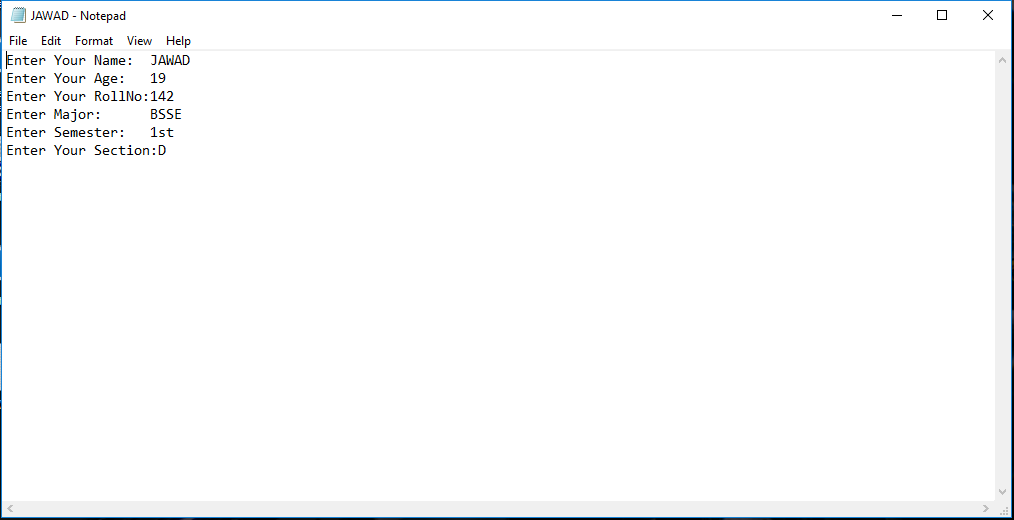 JAWAD - Notepad
File Edit Format View Help
Enter Your Name:  JAWAD
Enter Your Age:   19
Enter Your RollNo:142
Enter Major:      BSSE
Enter Semester:   1st
Enter Your Section:D